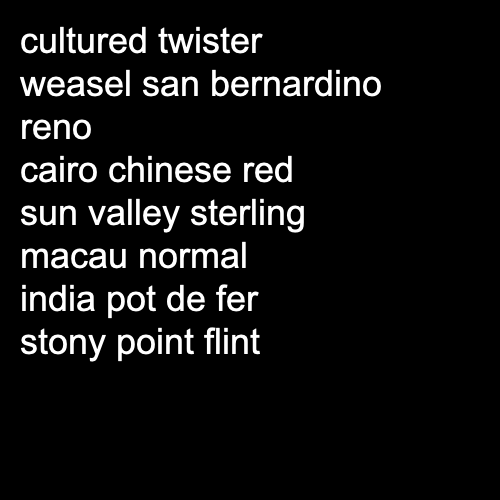 cultured twister
weasel san bernardino
reno
cairo chinese red
sun valley sterling
macau normal
india pot de fer
stony point flint